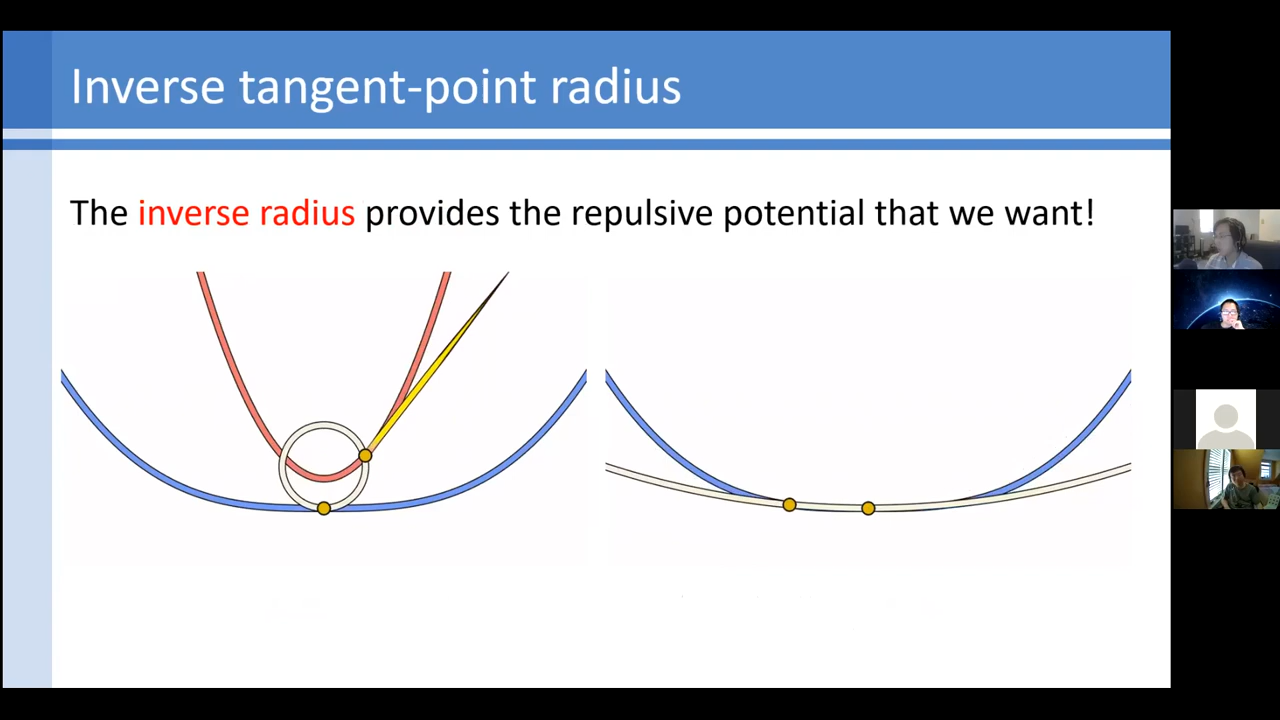 Inverse tangent-point radius
The inverse radius provides the repulsive potential that we want!